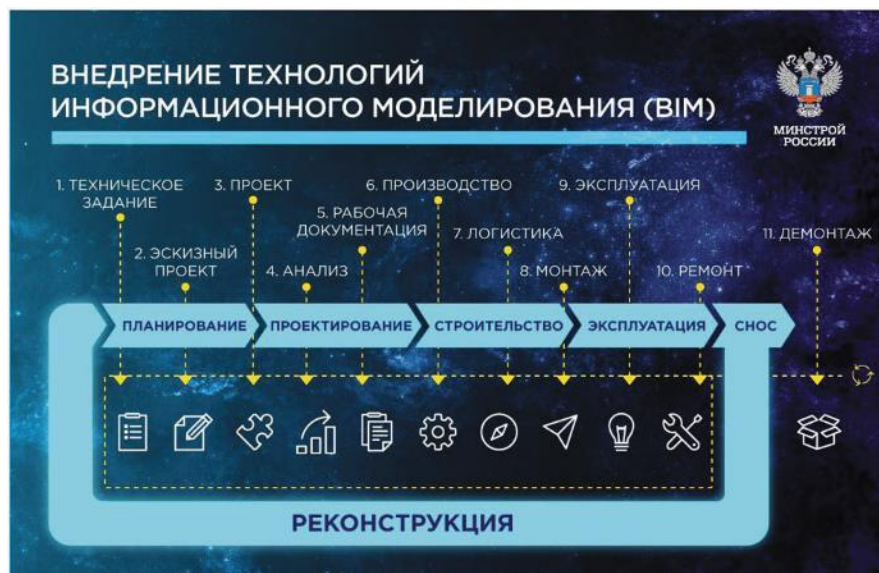 ВНЕДРЕНИЕ ТЕХНОЛОГИЙ
ИНФОРМАЦИОННОГО МОДЕЛИРОВАНИЯ (BIM)
МИНСТРОЙ
РОССИИ
1. ТЕХНИЧЕСКОЕ
ЗАДАНИЕ
2. ЭСКИЗНЫЙ
ПРОЕКТ
3. ПРОЕКТ
4. АНАЛИЗ
5. РАБОЧАЯ
ДОКУМЕНТАЦИЯ
6. ПРОИЗВОДСТВО
7. ЛОГИСТИКА
8. МОНТАЖ
9. ЭКСПЛУАТАЦИЯ
10. РЕМОНТ
11. ДЕМОНТАЖ
ПЛАНИРОВАНИЕ
ПРОЕКТИРОВАНИЕ
СТРОИТЕЛЬСТВО
ЭКСПЛУАТАЦИЯ
СНОС
РЕКОНСТРУКЦИЯ